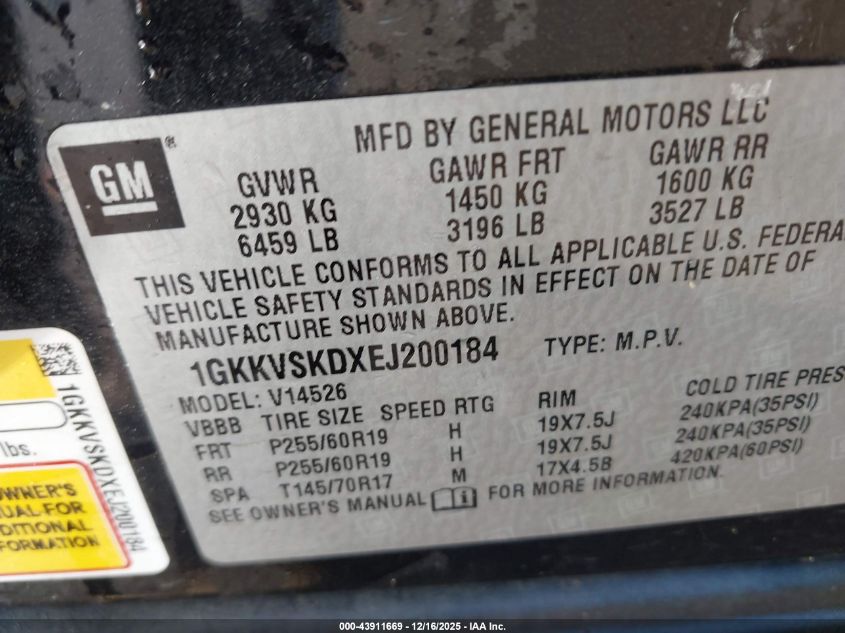 MFD BY GENERAL MOTORS LLC
GM®
GVWR GAWR FRT GAWR RR
2930 KG 1450 KG 1600 KG
6459 LB 3196 LB 3527 LB
THIS VEHICLE CONFORMS TO ALL APPLICABLE U.S. FEDERA
VEHICLE SAFETY STANDARDS IN EFFECT ON THE DATE OF
MANUFACTURE SHOWN ABOVE.
1GKKVSKDXEJ200184 TYPE: M.P.V.
MODEL: V14526
VBBB TIRE SIZE SPEED RTG RIM COLD TIRE PRES
FRT P255/60R19 H 19X7.5J 240KPA(35PSI)
RR P255/60R19 H 19X7.5J 240KPA(35PSI)
SPA T145/70R17 M 17X4.5B 420KPA(60PSI)
SEE OWNER'S MANUAL FOR MORE INFORMATION.
1GKKVSKDXEJ200184
lbs.
OWNER'S
UAL FOR
DITIONAL
FORMATION
000-43911669 - 12/16/2025 - IAA Inc.